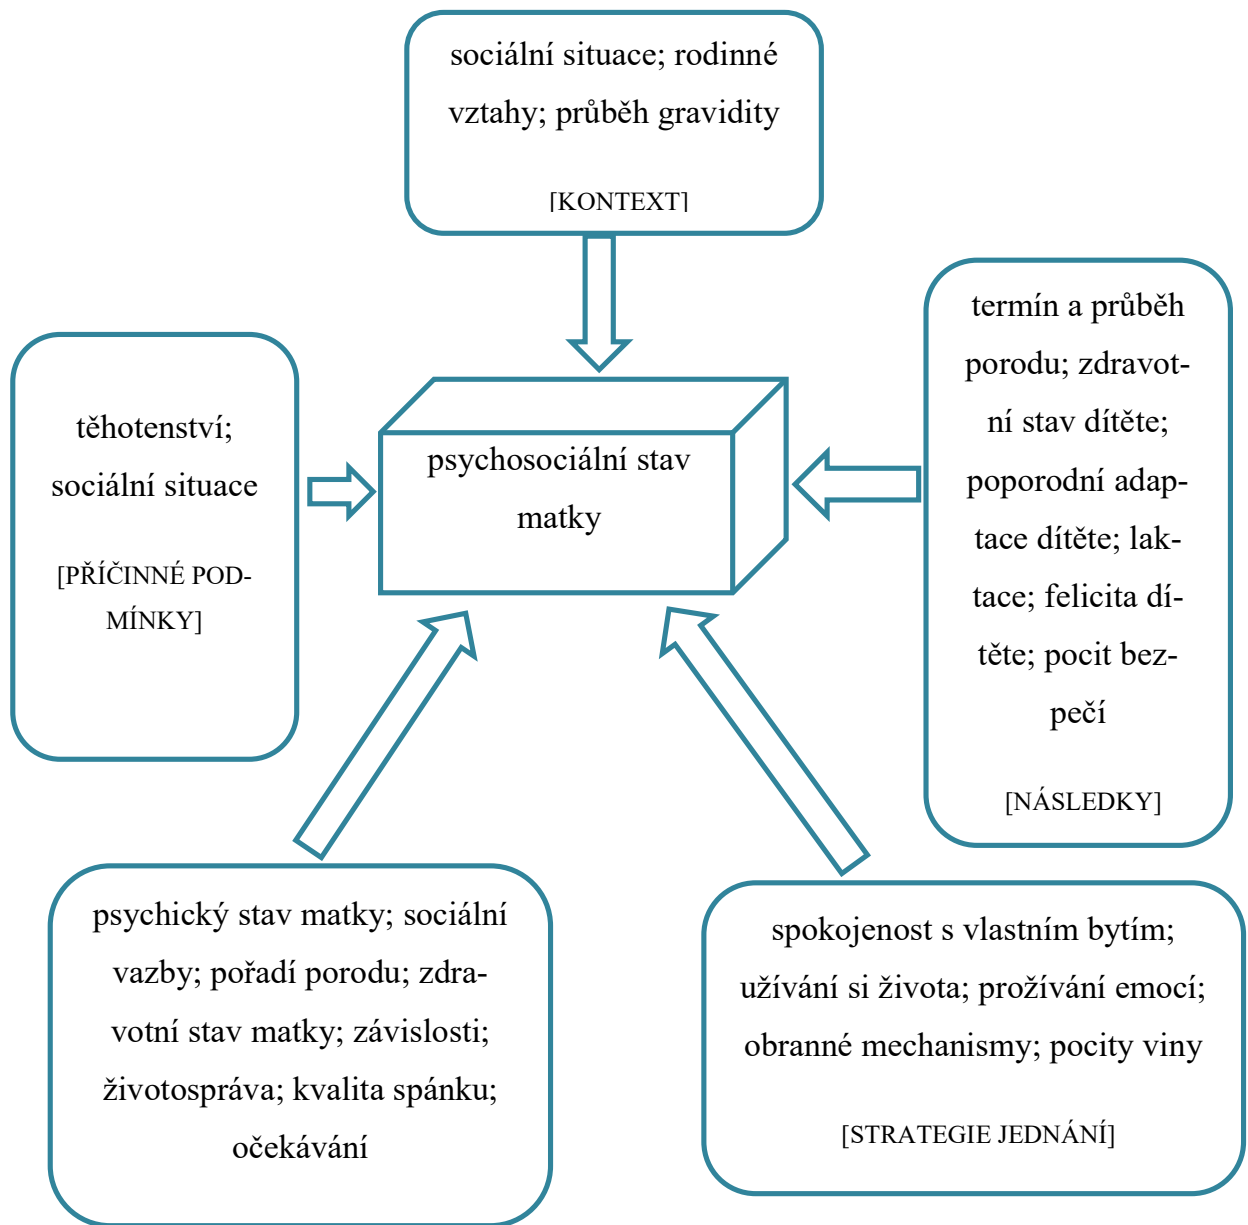 sociální situace; rodinné
vztahy; průběh gravidity
[KONTEXT]
těhotenství;
sociální situace
[PŘÍČINNÉ POD-
MÍNKY]
psychosociální stav
matky
termín a průběh
porodu; zdravot-
ní stav dítěte;
poporodní adap-
tace dítěte; lak-
tace; felicita dí-
těte; pocit bez-
pečí
[NÁSLEDKY]
psychický stav matky; sociální
vazby; pořadí porodu; zdra-
votní stav matky; závislosti;
životospráva; kvalita spánku;
očekávání
spokojenost s vlastním bytím;
užívání si života; prožívání emocí;
obranné mechanismy; pocity viny
[STRATEGIE JEDNÁNÍ]